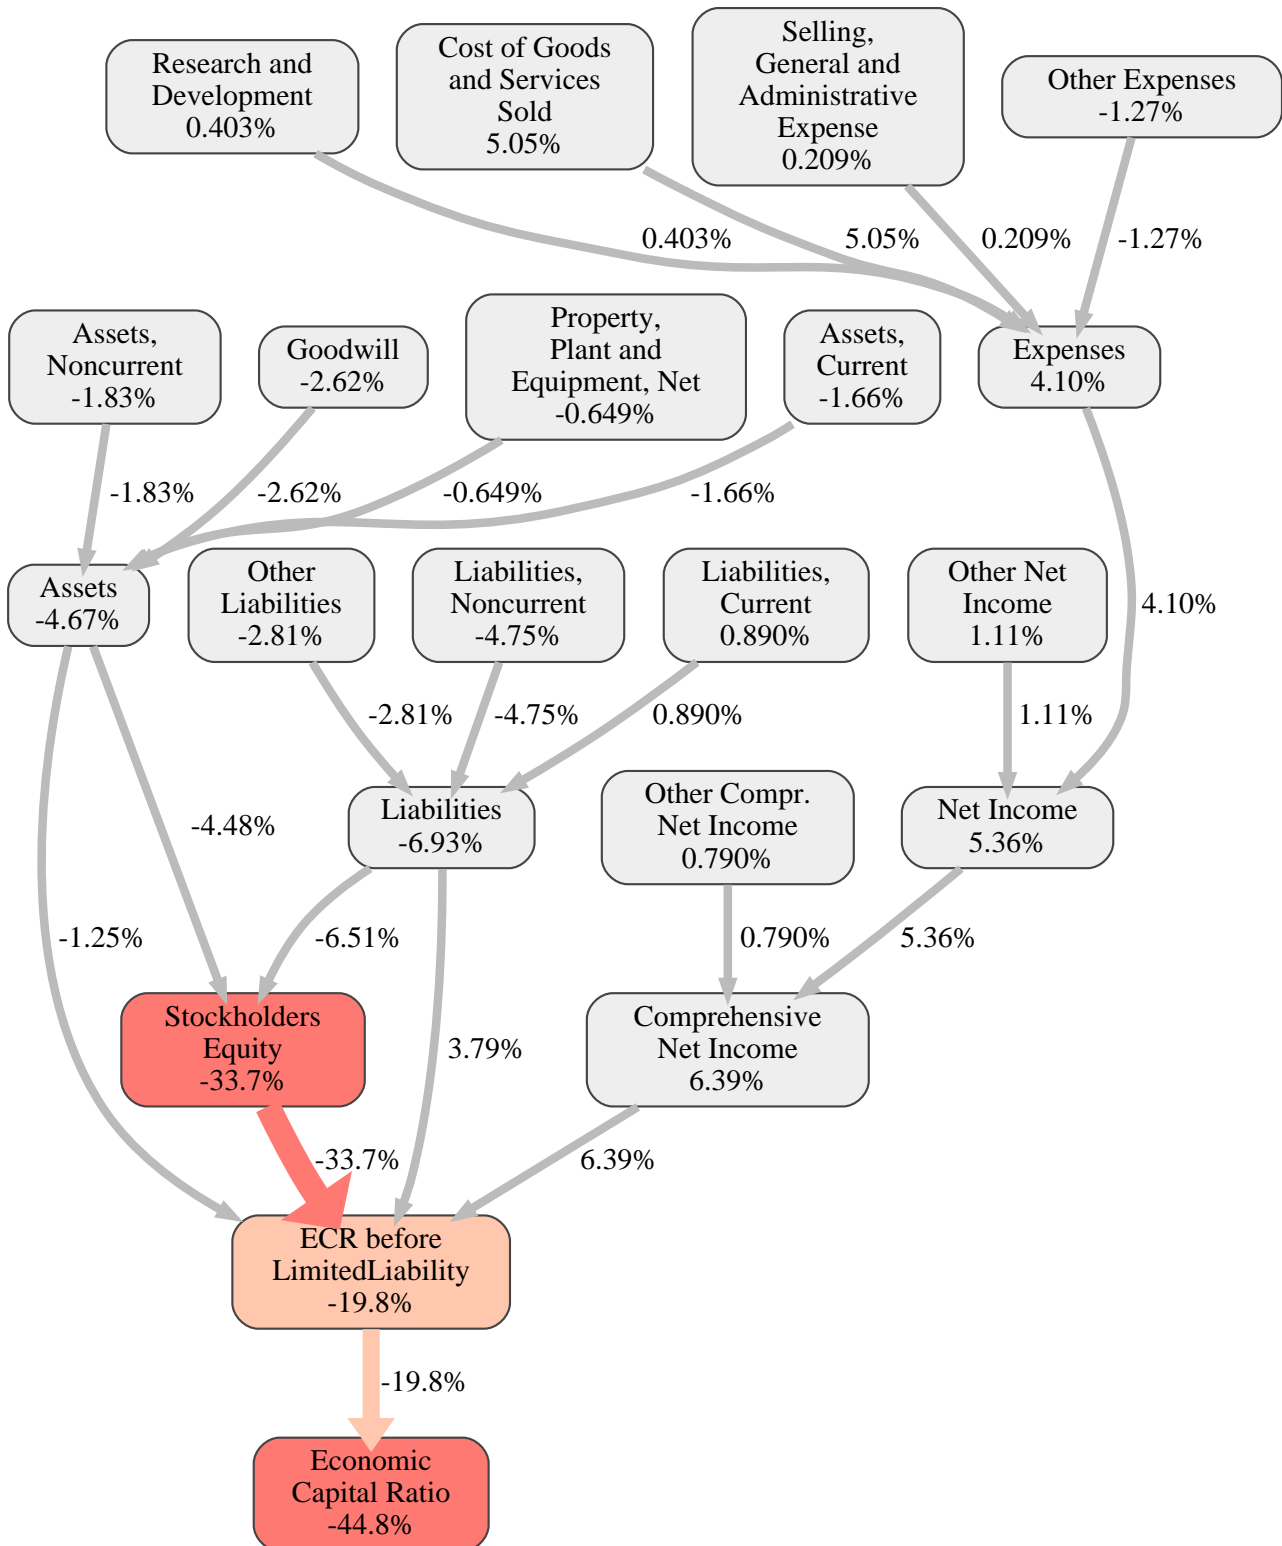 Research and
Development
0.403%
Cost of Goods
and Services
Sold
5.05%
Selling,
General and
Administrative
Expense
0.209%
Other Expenses
-1.27%
0.403%
5.05%
0.209%
-1.27%
Assets,
Noncurrent
-1.83%
Goodwill
-2.62%
Property,
Plant and
Equipment, Net
-0.649%
Assets,
Current
-1.66%
Expenses
4.10%
-1.83%
-2.62%
-0.649%
-1.66%
Assets
-4.67%
Other
Liabilities
-2.81%
Liabilities,
Noncurrent
-4.75%
Liabilities,
Current
0.890%
Other Net
Income
1.11%
4.10%
-2.81%
-4.75%
0.890%
1.11%
-4.48%
Liabilities
-6.93%
Other Compr.
Net Income
0.790%
Net Income
5.36%
-1.25%
-6.51%
0.790%
5.36%
Stockholders
Equity
-33.7%
3.79%
Comprehensive
Net Income
6.39%
-33.7%
6.39%
ECR before
LimitedLiability
-19.8%
-19.8%
Economic
Capital Ratio
-44.8%